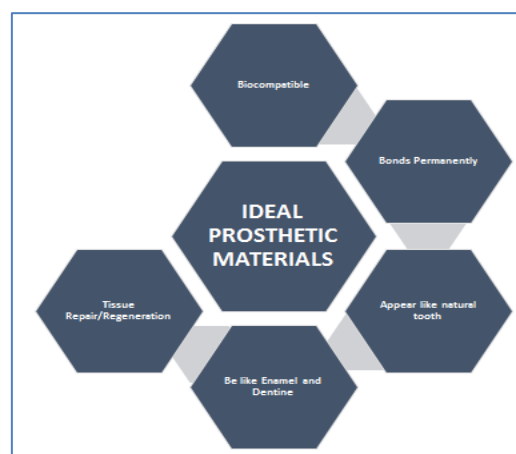 Biocompatible
Bonds Permanently
IDEAL
PROSTHETIC
MATERIALS
Appear like natural
tooth
Tissue
Repair/Regeneration
Be like Enamel and
Dentine